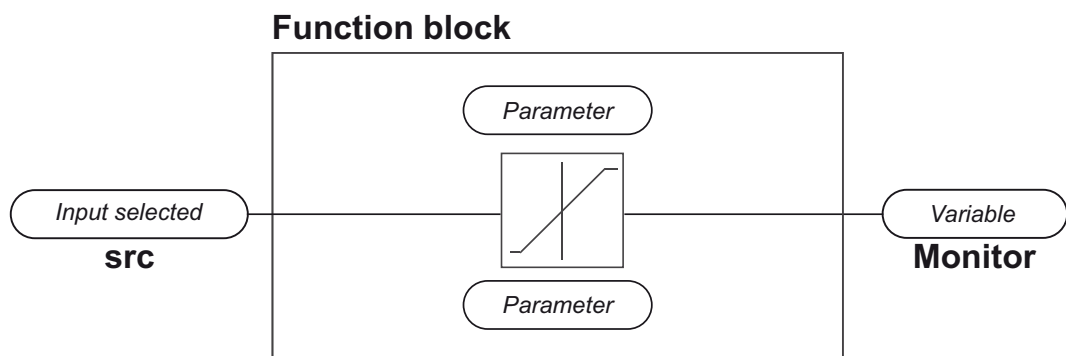 Function block
Parameter
Input selected
src
Variable
Monitor
Parameter